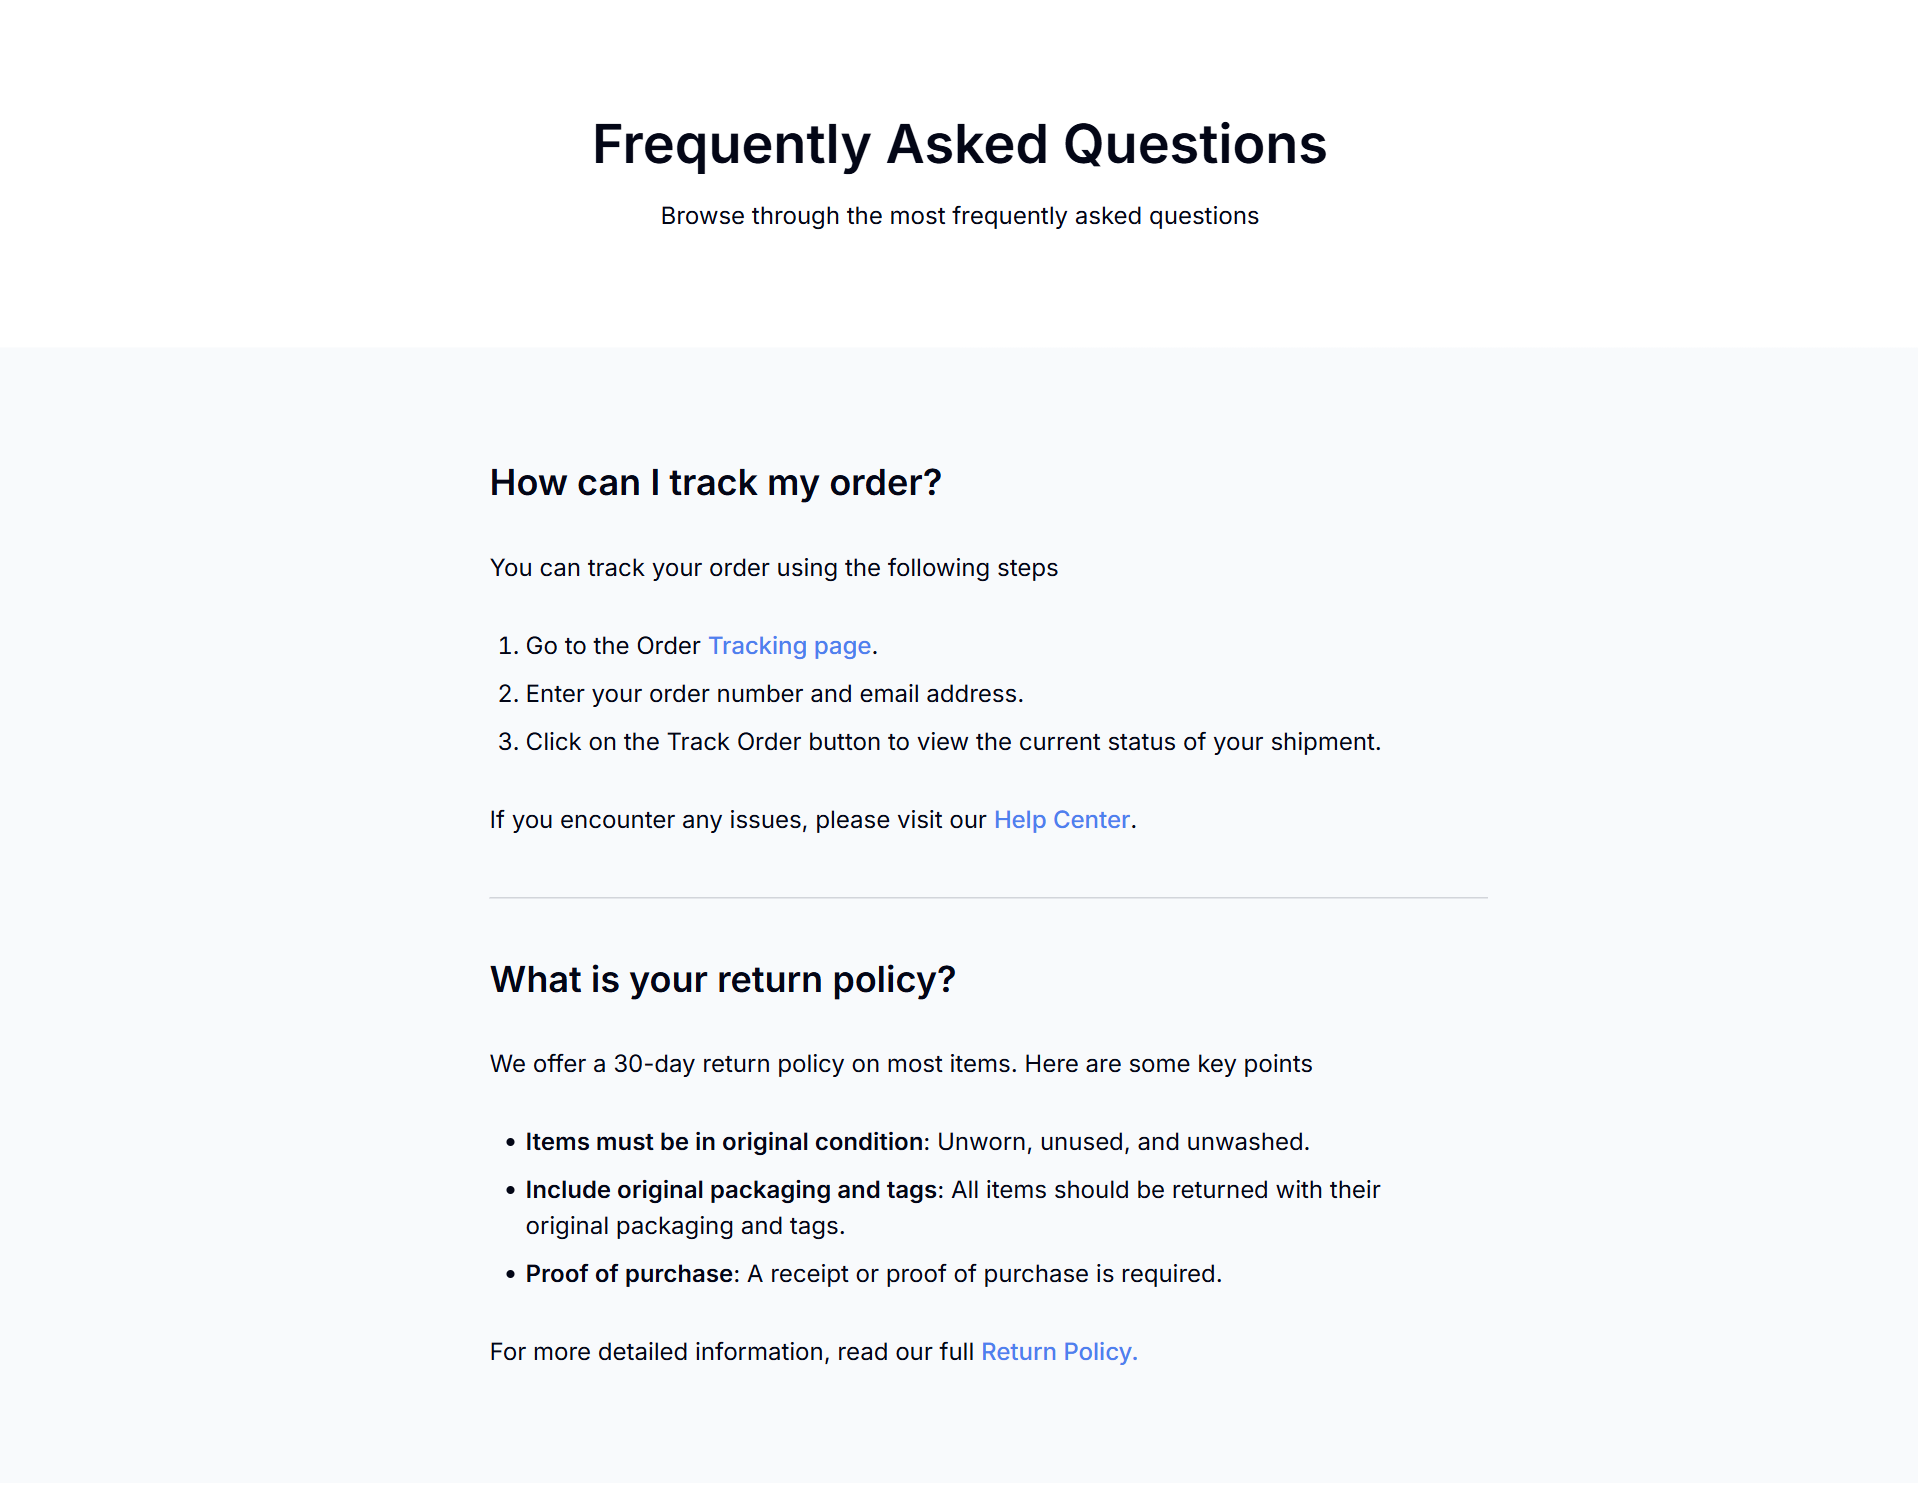 Frequently Asked Questions
Browse through the most frequently asked questions
How can I track my order?
You can track your order using the following steps
1. Go to the Order Tracking page.
2. Enter your order number and email address.
3. Click on the Track Order button to view the current status of your shipment.
If you encounter any issues, please visit our Help Center.
What is your return policy?
We offer a 30-day return policy on most items. Here are some key points
• Items must be in original condition: Unworn, unused, and unwashed.
• Include original packaging and tags: All items should be returned with their
original packaging and tags.
• Proof of purchase: A receipt or proof of purchase is required.
For more detailed information, read our full Return Policy.